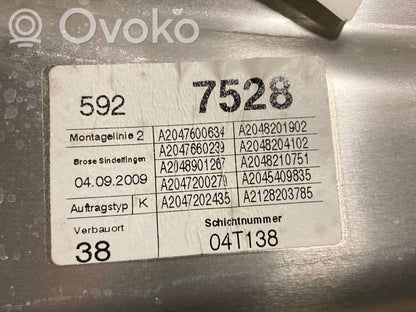 Ovoko
592 7528
Montagelinie 2 A2047600634 A2048201902
A2047660239 A2048204102
Brose Sindelfingen A2048901267 A2048210751
04.09.2009 A2047200270 A2045409835
Auftragstyp K A2047202435 A2128203785
Verbauort Schichtnummer
38 04T138